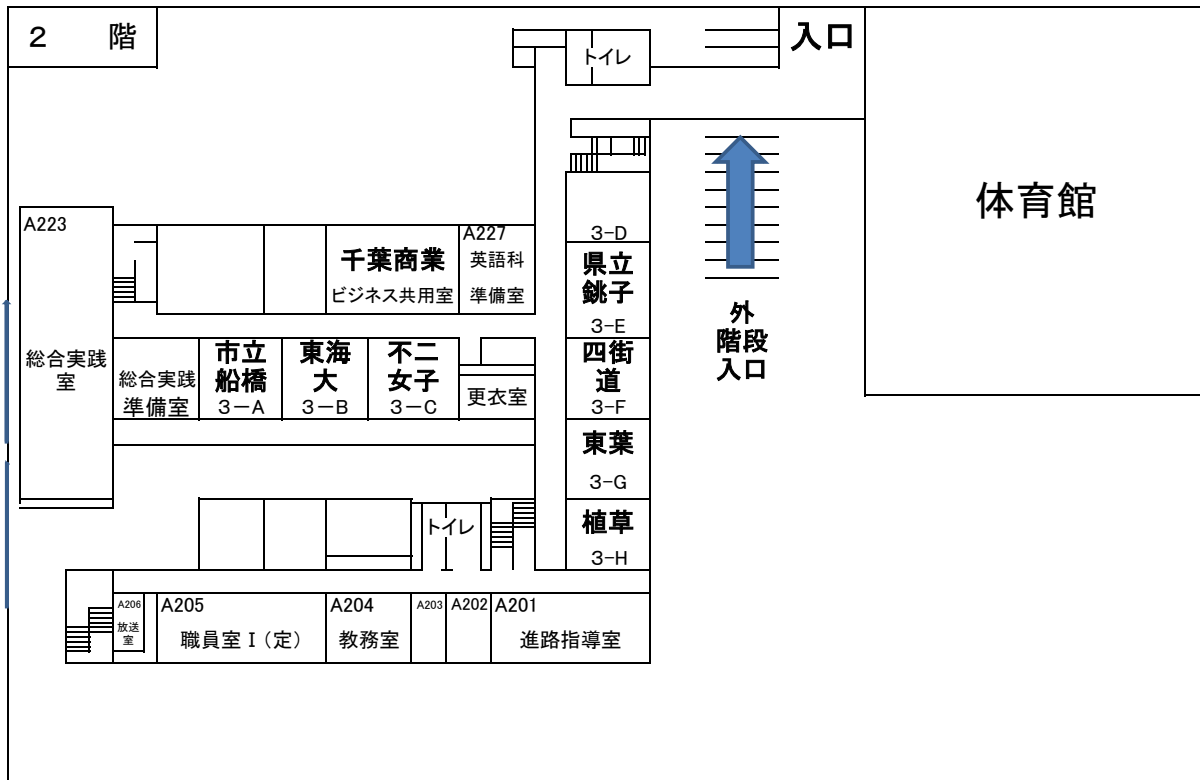 ２　　階
入口
トイレ
体育館
A223
総合実践
室
千葉商業
ビジネス共用室
A227
英語科
準備室
3-D
県立
銚子
3-E
外
階段
入口
総合実践
準備室
市立
船橋
３－Ａ
東海
大
３－Ｂ
不二
女子
３－Ｃ
更衣室
四街
道
3-F
東葉
3-G
トイレ
植草
3-H
A206
放送
室
A205
職員室Ⅰ（定）
A204
教務室
A203
A202
A201
進路指導室